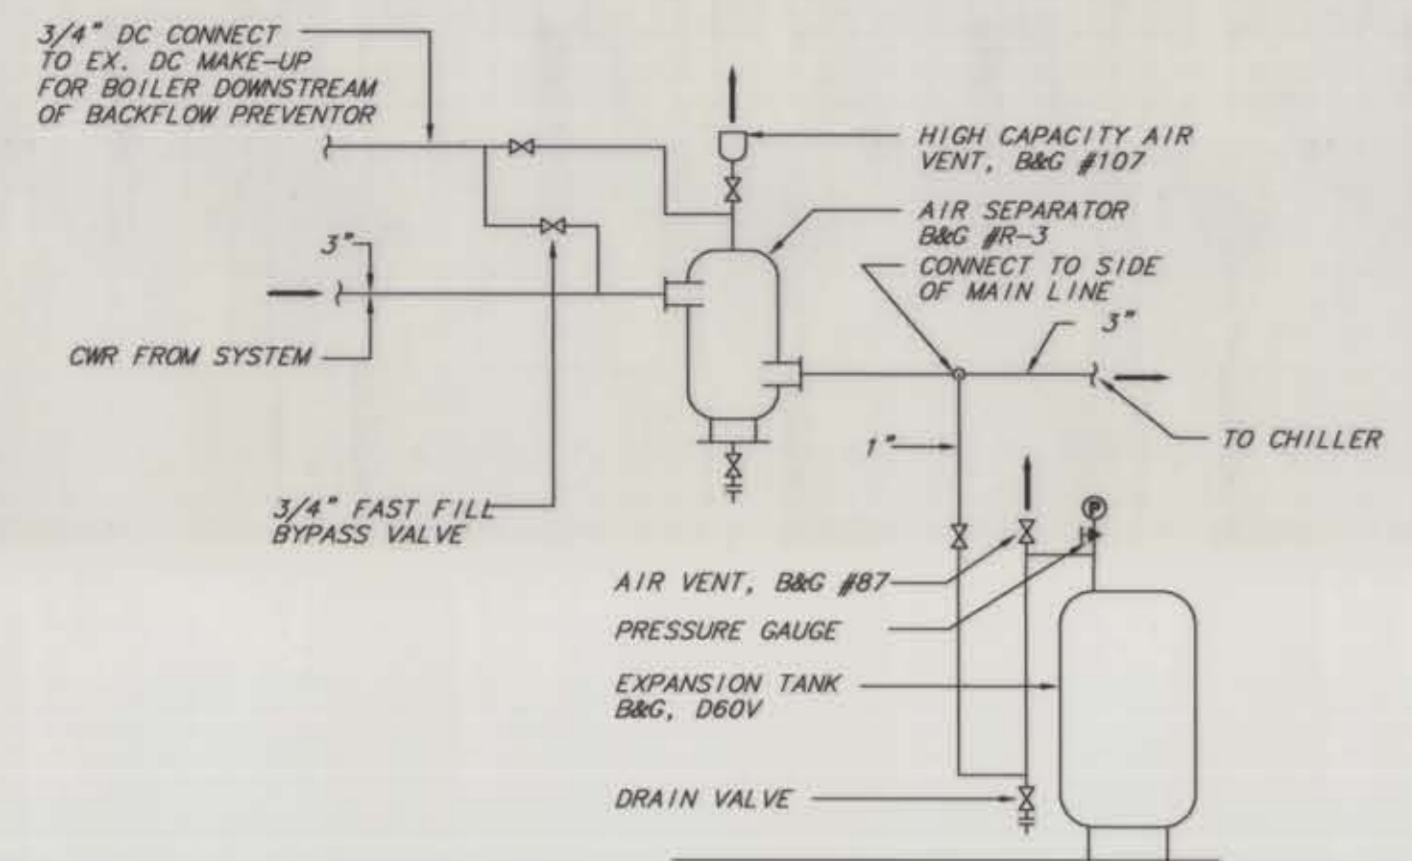 3/4" DC CONNECT
TO EX. DC MAKE-UP
FOR BOILER DOWNSTREAM
OF BACKFLOW PREVENTOR
HIGH CAPACITY AIR
VENT, B&G #107
AIR SEPARATOR
B&G #R-3
CONNECT TO SIDE
OF MAIN LINE
3"
3"
CWR FROM SYSTEM
TO CHILLER
1"
3/4" FAST FILL
BYPASS VALVE
P
AIR VENT, B&G #87
PRESSURE GAUGE
EXPANSION TANK
B&G, D60V
DRAIN VALVE